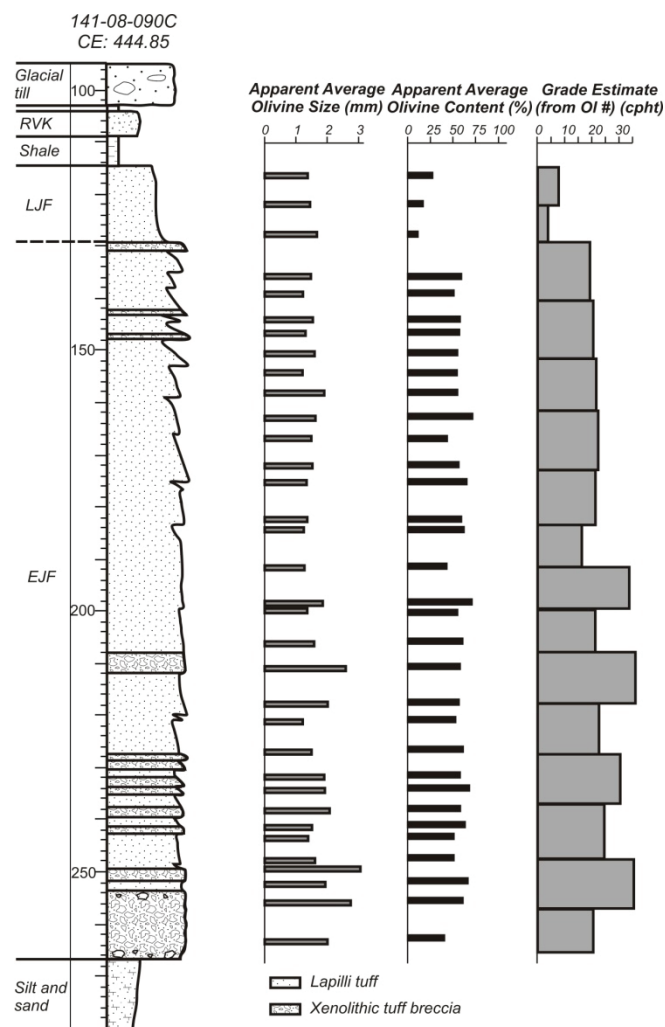 141-08-090C
CE: 444.85
Glacial
till
100
RVK
Shale
LJF
150
EJF
200
250
Silt and
sand
Apparent Average
Olivine Size (mm)
0 1 2 3
Apparent Average
Olivine Content (%)
0 25 50 75 100
Grade Estimate
(from Ol #) (cpht)
0 10 20 30
Lapilli tuff
Xenolithic tuff breccia